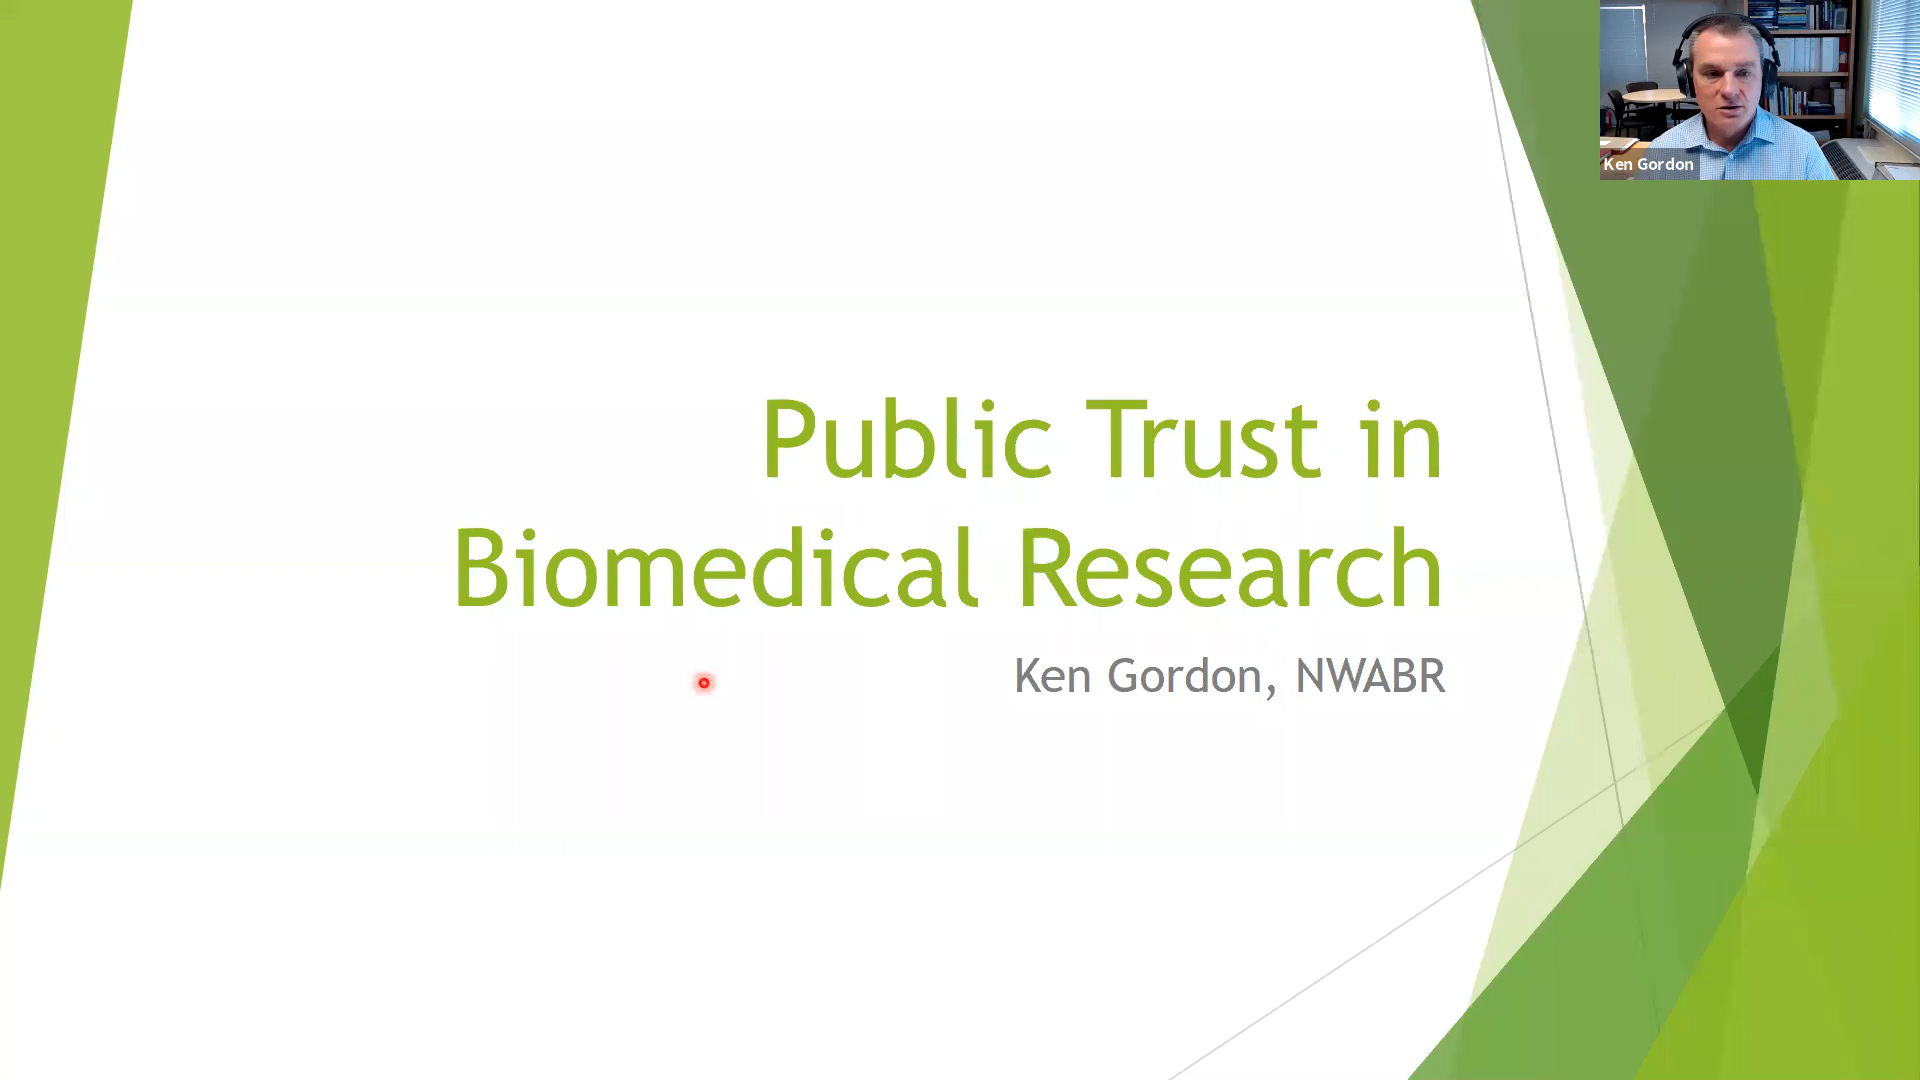 Ken Gordon
Public Trust in
Biomedical Research
Ken Gordon, NWABR